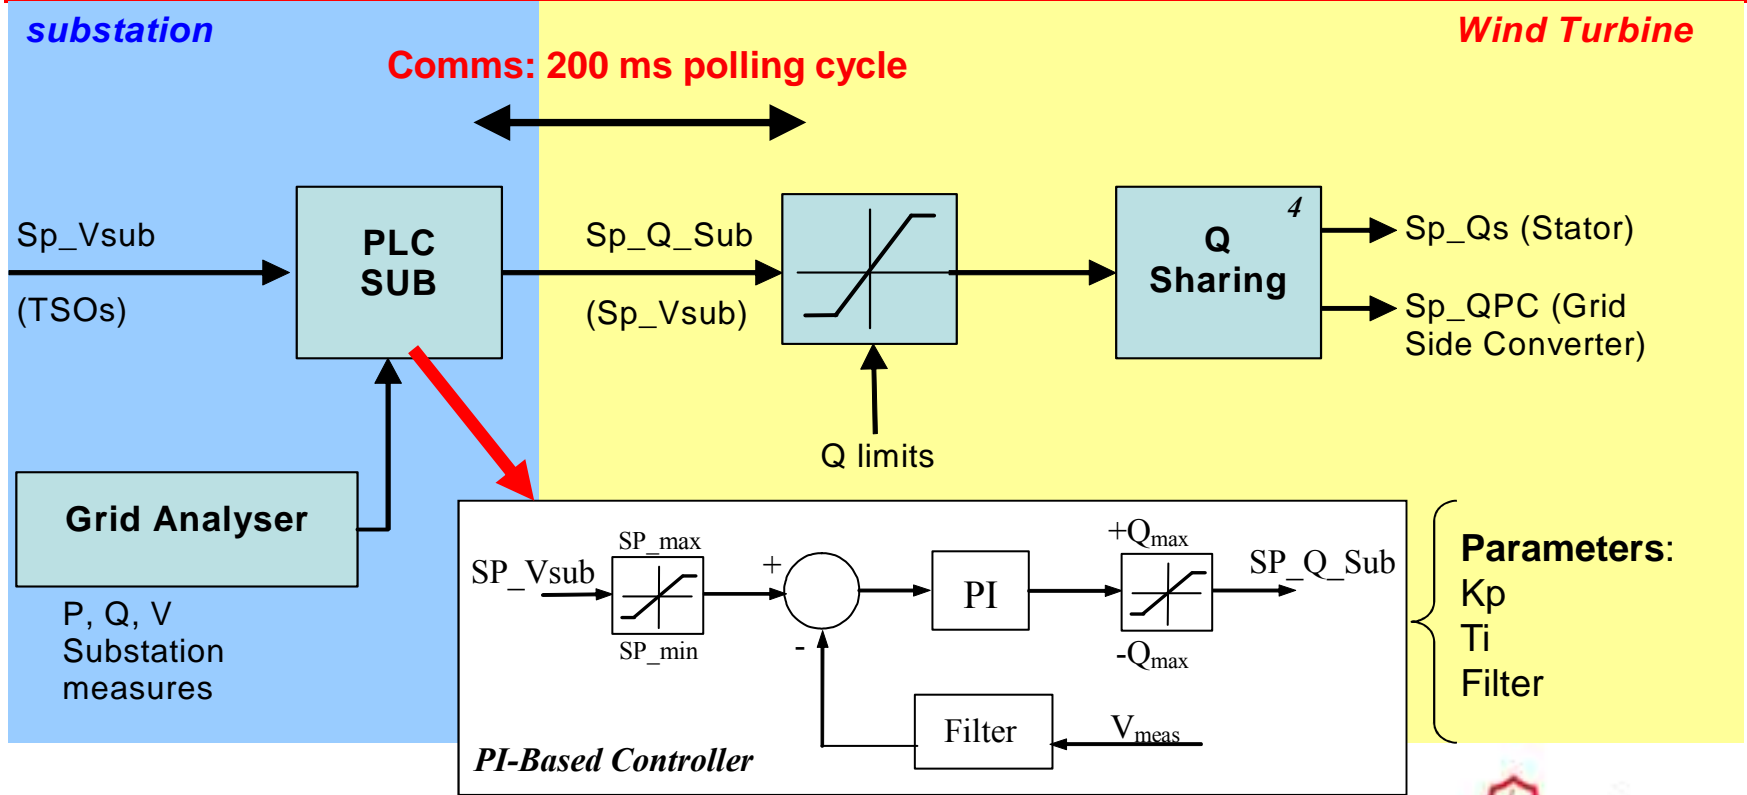 substation
Wind Turbine
Comms: 200 ms polling cycle
Sp_Vsub
(TSOs)
PLC
SUB
Sp_Q_Sub
(Sp_Vsub)
4
Q
Sharing
Sp_Qs (Stator)
Sp_QPC (Grid
Side Converter)
Q limits
Grid Analyser
P, Q, V
Substation
measures
SP_Vsub
SP_max
SP_min
+
-
PI
+Qmax
-Qmax
SP_Q_Sub
Filter
Vmeas
PI-Based Controller
Parameters:
Kp
Ti
Filter